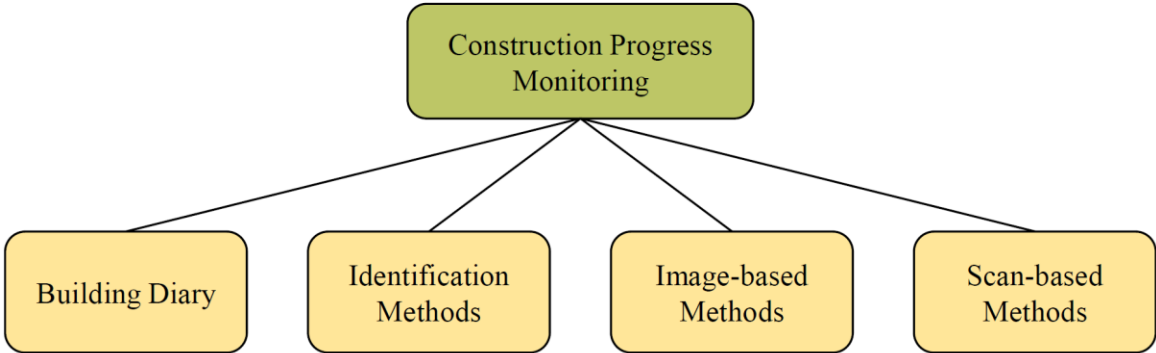 Construction Progress
Monitoring
Building Diary
Identification
Methods
Image-based
Methods
Scan-based
Methods